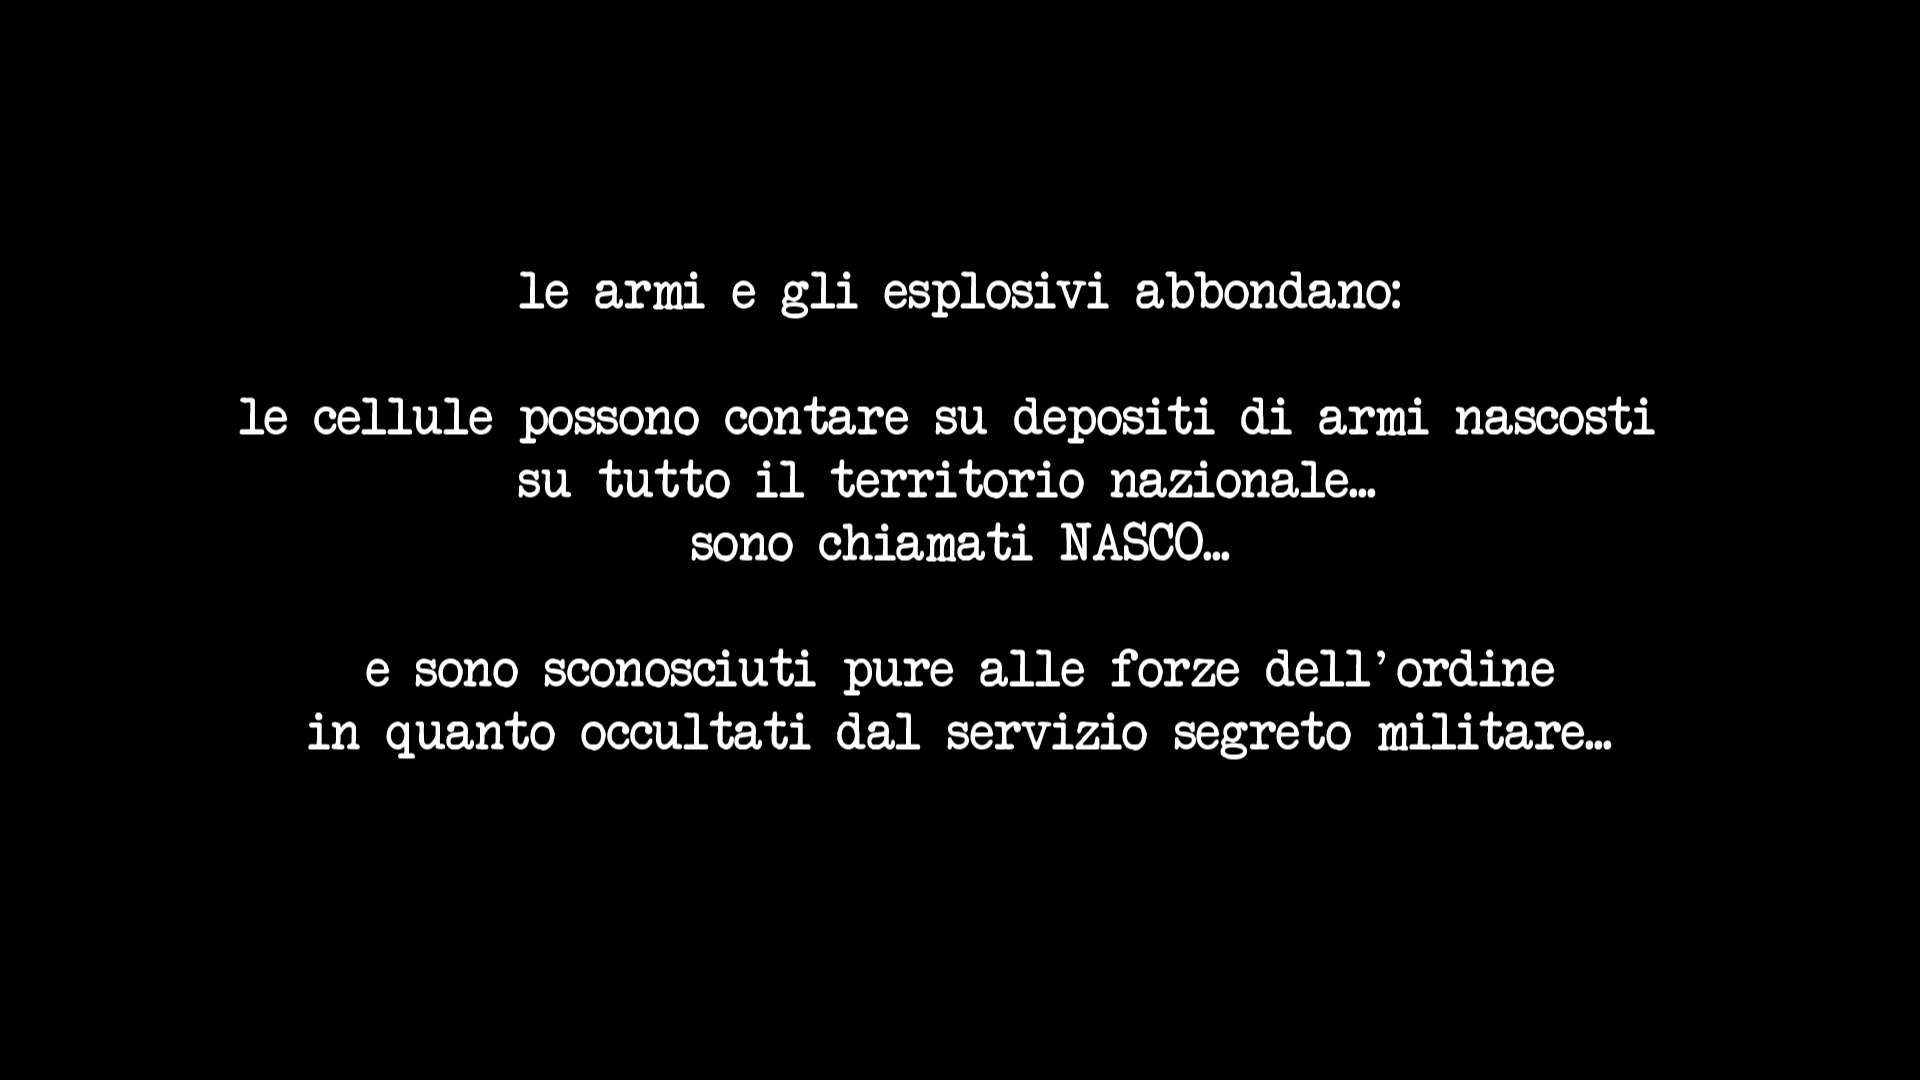 le armi e gli esplosivi abbondano:
le cellule possono contare su depositi di armi nascosti
su tutto il territorio nazionale…
sono chiamati NASCO…
e sono sconosciuti pure alle forze dell’ordine
in quanto occultati dal servizio segreto militare…